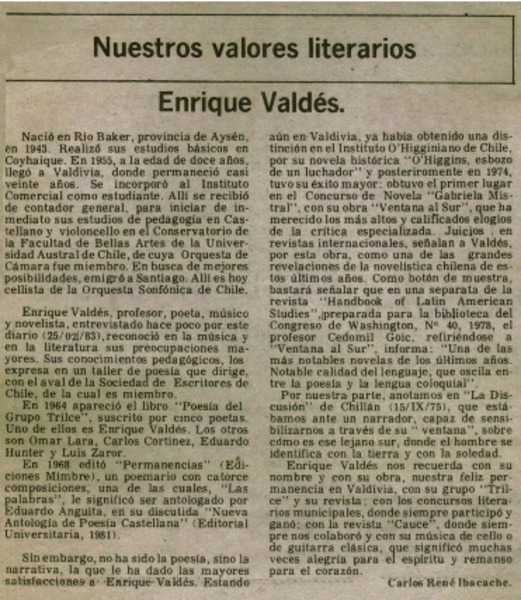 Nuestros valores literarios
Enrique Valdés.
Nació en Río Baker, provincia de Aysén,
en 1943. Realizó sus estudios básicos en
Coyhaique. En 1955, a la edad de doce años,
llegó a Valdivia, donde permaneció casi
veinte años. Se incorporó al Instituto
Comercial como estudiante. Allí se recibió
de contador general, para iniciar de in-
mediato sus estudios de pedagogía en Cas-
tellano y violoncello en el Conservatorio de
la Facultad de Bellas Artes de la Univer-
sidad Austral de Chile, de cuya Orquesta de
Cámara fue miembro. En busca de mejores
posibilidades, emigró a Santiago. Allí es hoy
cellista de la Orquesta Sonfónica de Chile.
Enrique Valdés, profesor, poeta, músico
y novelista, entrevistado hace poco por este
diario (25/02/83), reconoció en la música y
en la literatura sus preocupaciones ma-
yores. Sus conocimientos pedagógicos, los
expresa en un taller de poesía que dirige,
con el aval de la Sociedad de Escritores de
Chile, de la cual es miembro.
En 1964 apareció el libro "Poesía del
Grupo Trilce", suscrito por cinco poetas.
Uno de ellos es Enrique Valdés. Los otros
son Omar Lara, Carlos Cortínez, Eduardo
Hunter y Luis Zaror.
En 1968 editó "Permanencias" (Edi-
ciones Mimbre), un poemario con catorce
composiciones, una de las cuales, "Las
palabras", le significó ser antologado por
Eduardo Anguita, en su discutida "Nueva
Antología de Poesía Castellana" (Editorial
Universitaria, 1981).
Sin embargo, no ha sido la poesía, sino la
narrativa, la que le ha dado las mayores
satisfacciones a Enrique Valdés. Estando
aún en Valdivia, ya había obtenido una dis-
tinción en el Instituto O'Higginiano de Chile,
por su novela histórica "O'Higgins, esbozo
de un luchador" y posteriromente en 1974,
tuvo su éxito mayor: obtuvo el primer lugar
en el Concurso de Novela "Gabriela Mis-
tral", con su obra "Ventana al Sur", que ha
merecido los más altos y calificados elogios
de la crítica especializada. Juicios, en
revistas internacionales, señalan a Valdés,
por esta obra, como una de las grandes
revelaciones de la novelística chilena de es-
tos últimos años. Como botón de muestra,
bastará señalar que en una separata de la
revista "Handbook of Latin American
Studies", preparada para la biblioteca del
Congreso de Washington, N° 40, 1978, el
profesor Cedomil Goic, refiriéndose a
"Ventana al Sur", informa: "Una de las
más notables novelas de los últimos años.
Notable calidad del lenguaje, que oscila entre
la poesía y la lengua coloquial".
Por nuestra parte, anotamos en "La Dis-
cusión" de Chillán (15/IX/75), que está-
bamos ante un narrador, capaz de sensi-
bilizarnos a través de su "ventana", sobre
cómo es ese lejano sur, donde el hombre se
identifica con la tierra y con la soledad.
Enrique Valdés nos recuerda con su
nombre y con su obra, nuestra feliz per-
manencia en Valdivia, con su grupo "Tril-
ce" y su revista; con los concursos litera-
rios municipales, donde siempre participó y
ganó; con la revista "Cauce", donde siem-
pre nos colaboró y con su música de cello o
de guitarra clásica, que significó muchas
veces alegría para el espíritu y remanso
para el corazón.
Carlos René Ibacache.